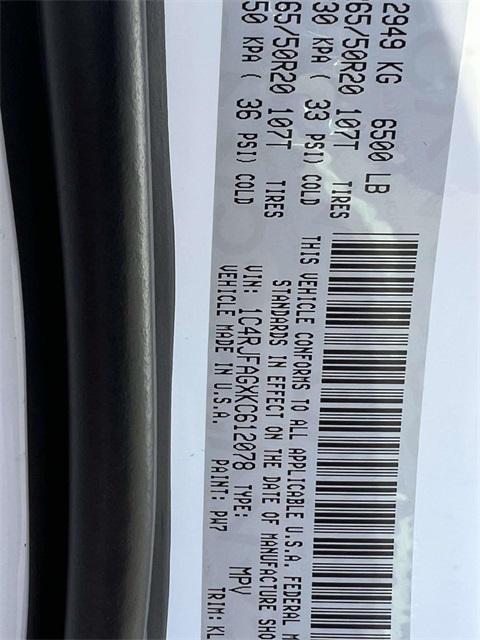 2949 KG 6500 LB
65/50R20 107T TIRES
30 KPA ( 33 PSI) COLD
65/50R20 107T TIRES
50 KPA ( 36 PSI) COLD
THIS VEHICLE CONFORMS TO ALL APPLICABLE U.S.A. FEDERAL M
STANDARDS IN EFFECT ON THE DATE OF MANUFACTURE SHO
VIN: 1C4RJFAGXKC612078 TYPE: MPV
VEHICLE MADE IN U.S.A. PAINT: PW7 TRIM: KL